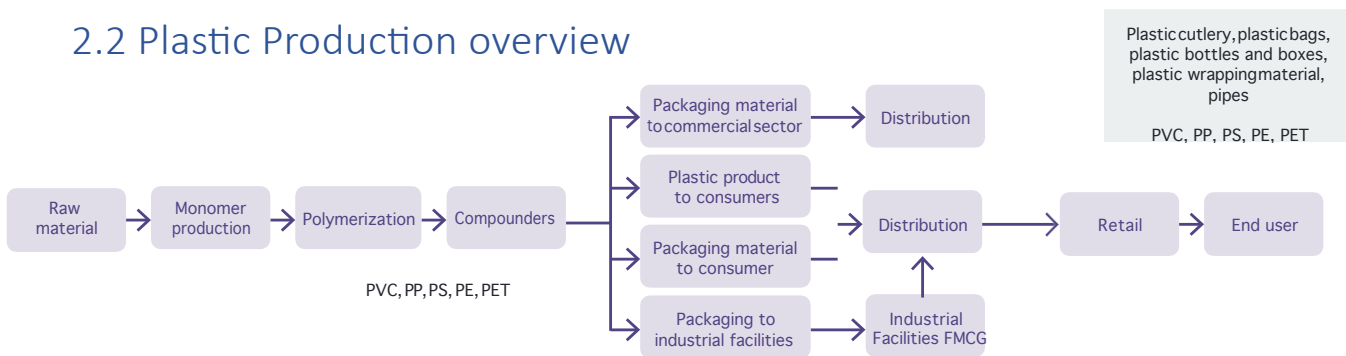 2.2 Plastic Production overview
Plastic cutlery, plastic bags,
plastic bottles and boxes,
plastic wrapping material,
pipes
PVC, PP, PS, PE, PET
Raw
material
Monomer
production
Polymerization
Compounders
PVC, PP, PS, PE, PET
Packaging material
to commercial sector
Distribution
Plastic product
to consumers
Packaging material
to consumer
Distribution
Retail
End user
Packaging to
industrial facilities
Industrial
Facilities FMCG